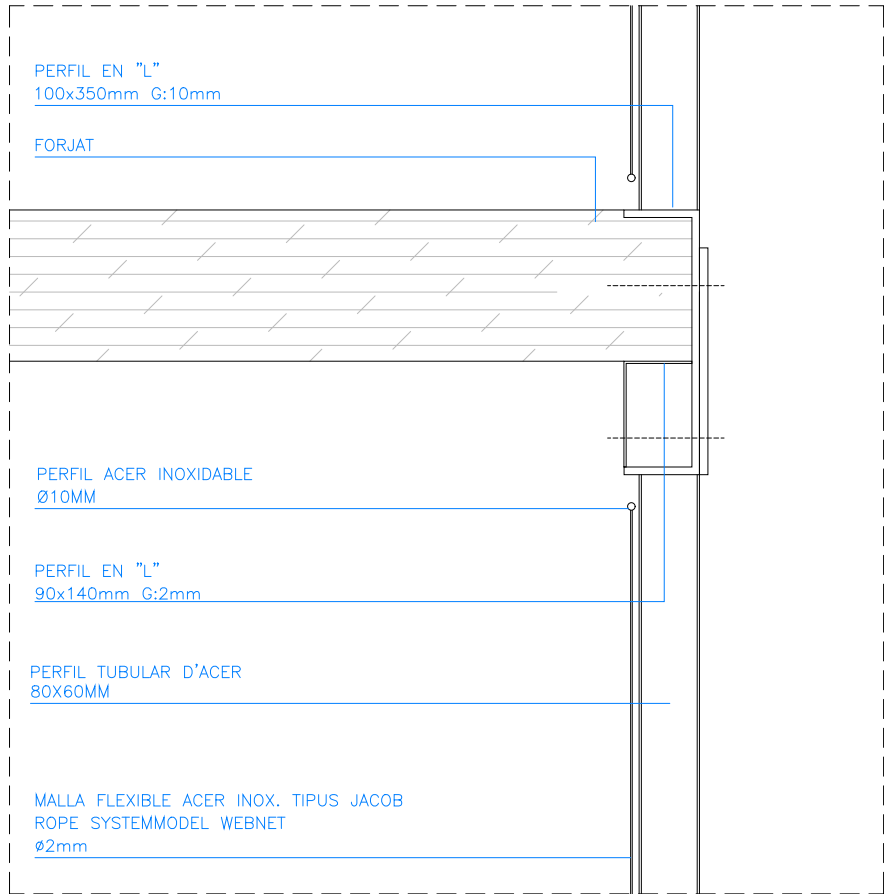 PERFIL EN "L"
100x350mm G:10mm
FORJAT
PERFIL ACER INOXIDABLE
Ø10MM
PERFIL EN "L"
90x140mm G:2mm
PERFIL TUBULAR D'ACER
80X60MM
MALLA FLEXIBLE ACER INOX. TIPUS JACOB
ROPE SYSTEMMODEL WEBNET
ø2mm